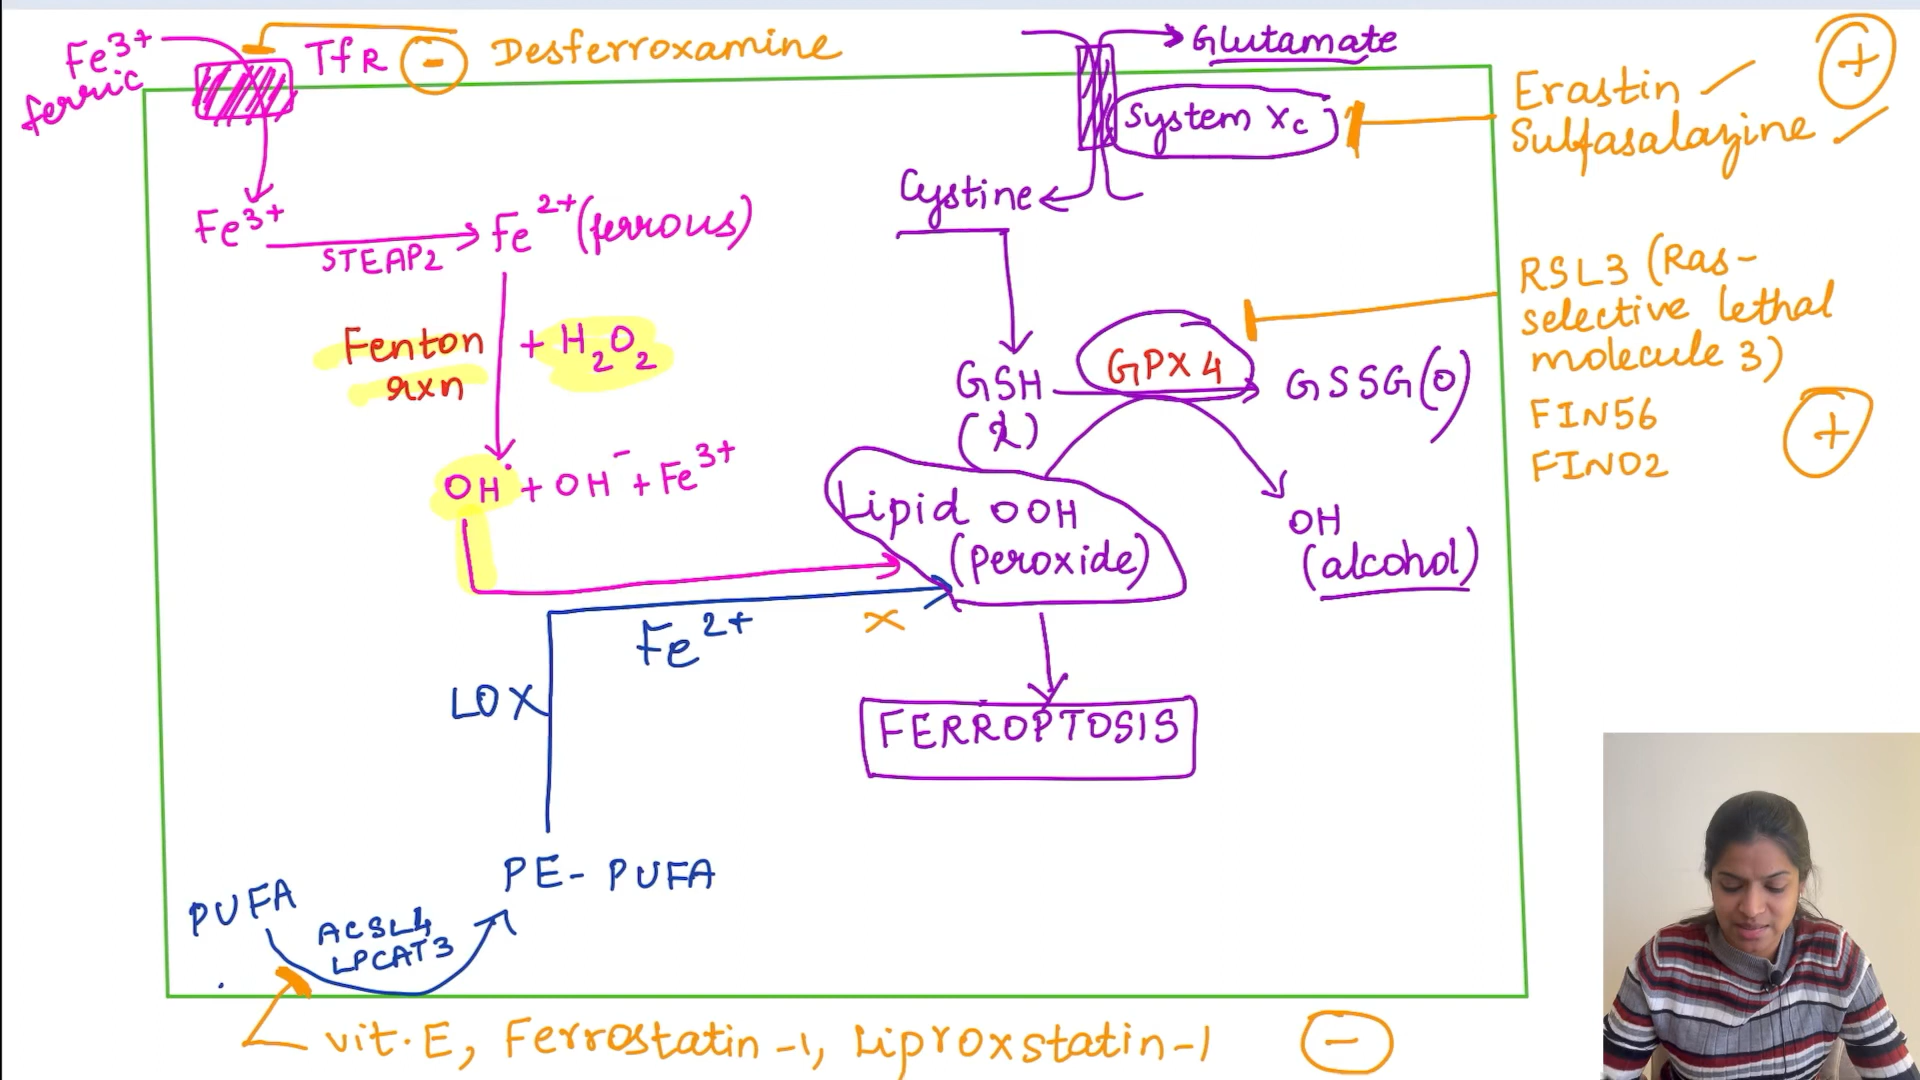 Fe3+
ferric
TfR
-
Desferroxamine
Glutamate
System Xc
Cystine
Erastin
Sulfasalazine
+
Fe3+
STEAP2
Fe2+ (ferrous)
Fenton
rxn
+ H2O2
OH• + OH- + Fe3+
GSH
GPX4
GSSG (O)
RSL3 (Ras-
selective lethal
molecule 3)
FIN56
FINO2
+
Lipid OOH
(Peroxide)
OH
(alcohol)
Fe2+
x
LOX
FERROPTOSIS
PE- PUFA
PUFA
ACSL4
LPCAT3
vit.E, Ferrostatin-1, Liproxstatin-1
-